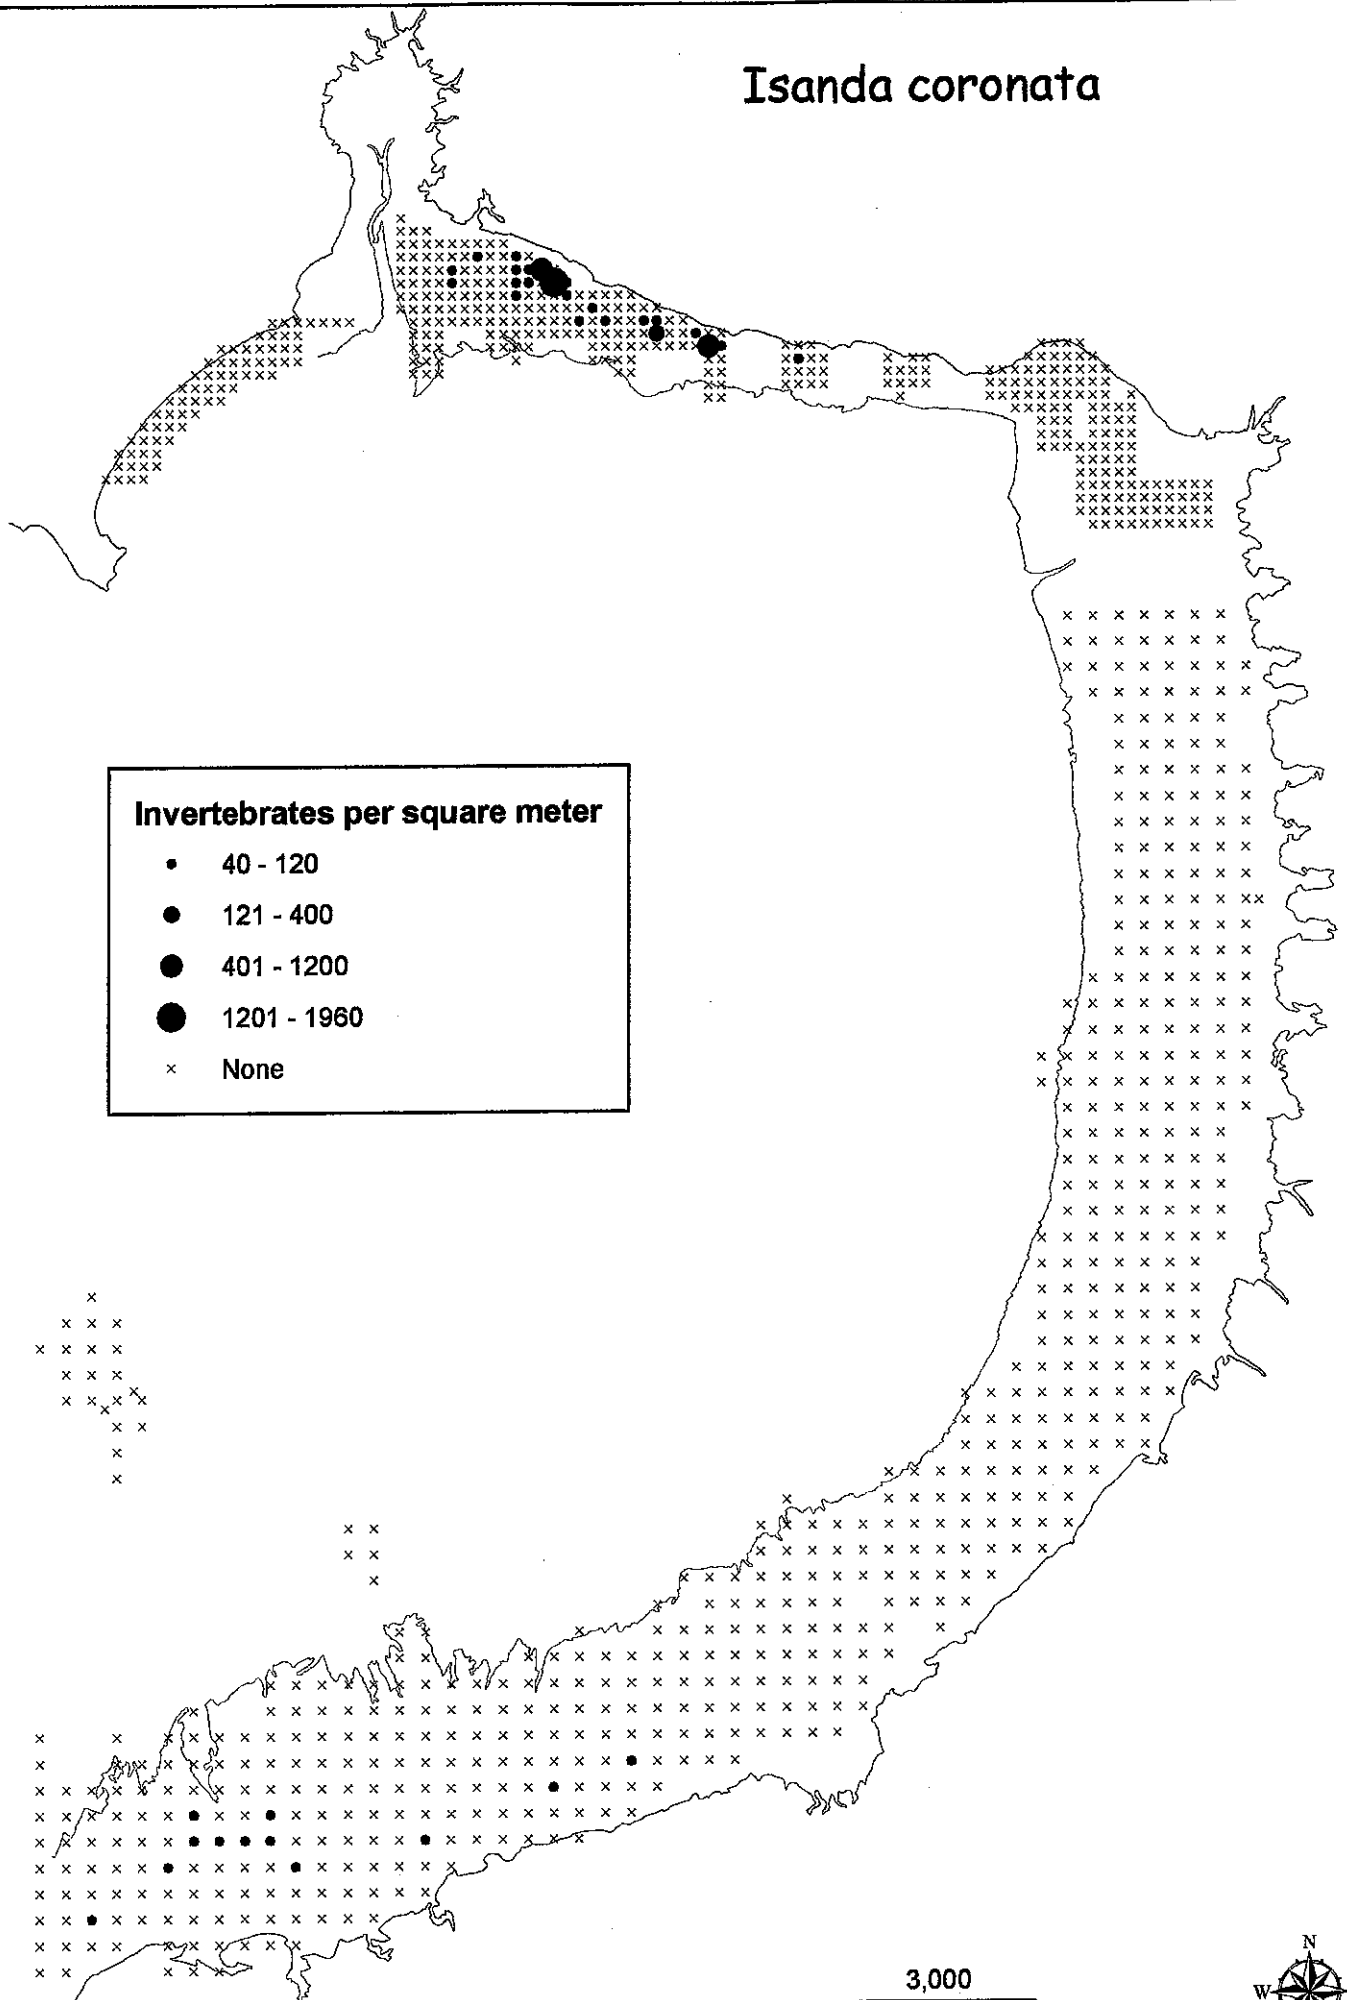 Isanda coronata
Invertebrates per square meter
40 - 120
121 - 400
401 - 1200
1201 - 1960
None
3,000
N
W